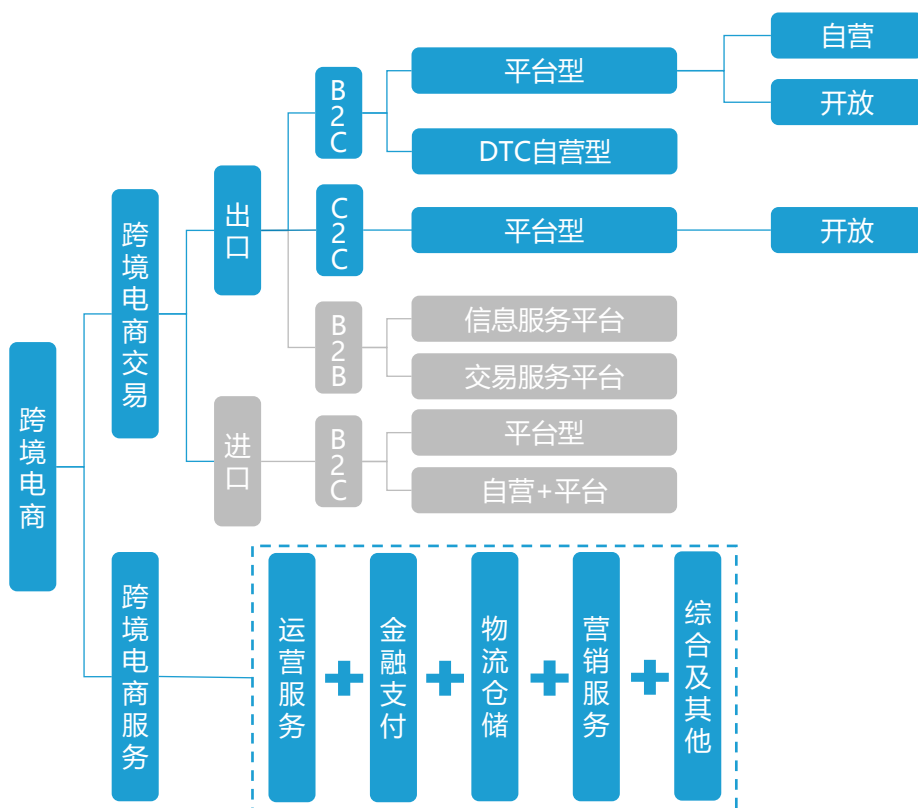 跨境电商
跨境电商交易
出口
B2C
平台型
自营
开放
DTC自营型
C2C
平台型
开放
B2B
信息服务平台
交易服务平台
进口
B2C
平台型
自营+平台
跨境电商服务
运营服务
金融支付
物流仓储
营销服务
综合及其他